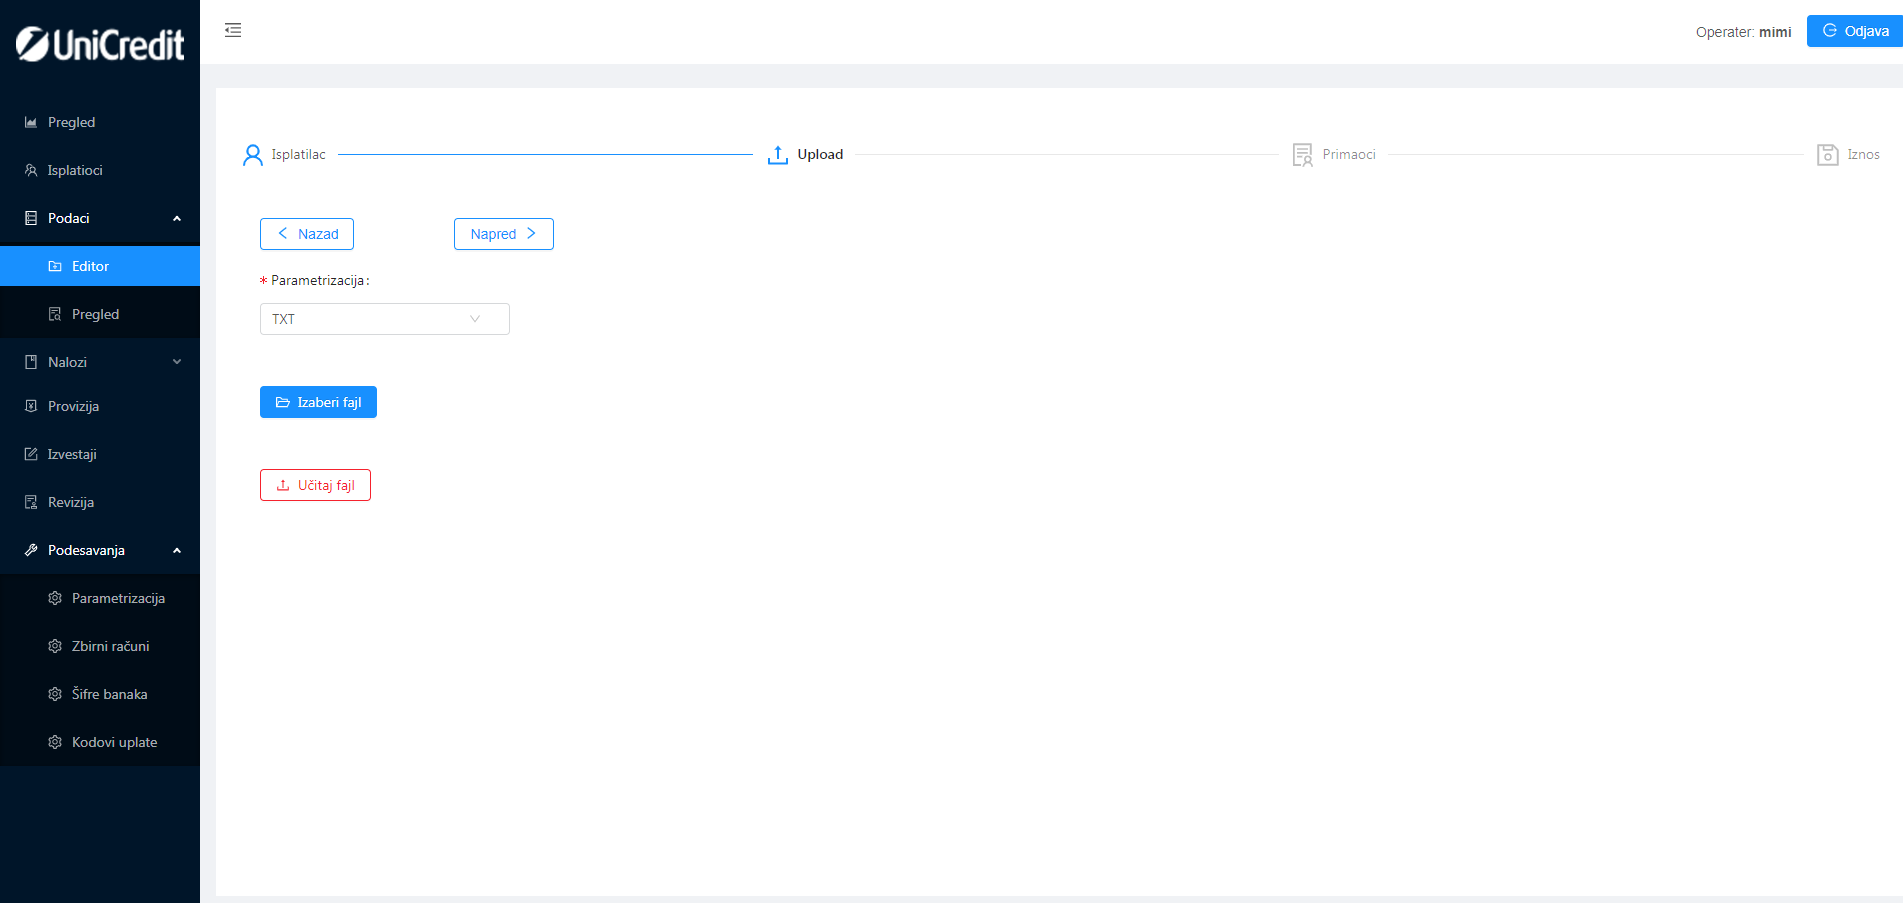 UniCredit
Operater: mimi
Odjava
Pregled
Isplatioci
Podaci
Editor
Pregled
Nalozi
Provizija
Izvestaji
Revizija
Podesavanja
Parametrizacija
Zbirni računi
Šifre banaka
Kodovi uplate
Isplatilac
Upload
Primaoci
Iznos
Nazad
Napred
* Parametrizacija:
TXT
Izaberi fajl
Učitaj fajl